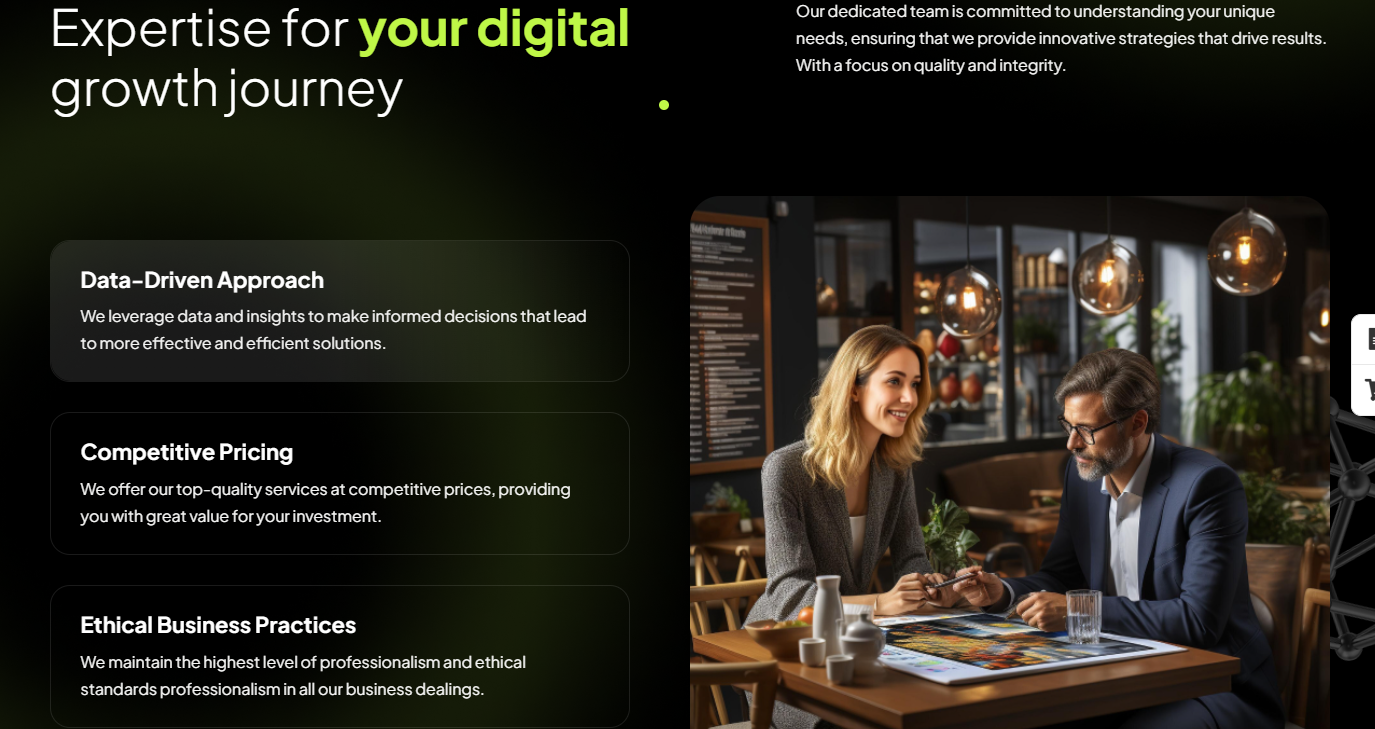 Expertise for your digital
growth journey
Our dedicated team is committed to understanding your unique
needs, ensuring that we provide innovative strategies that drive results.
With a focus on quality and integrity.
Data-Driven Approach
We leverage data and insights to make informed decisions that lead
to more effective and efficient solutions.
Competitive Pricing
We offer our top-quality services at competitive prices, providing
you with great value for your investment.
Ethical Business Practices
We maintain the highest level of professionalism and ethical
standards professionalism in all our business dealings.